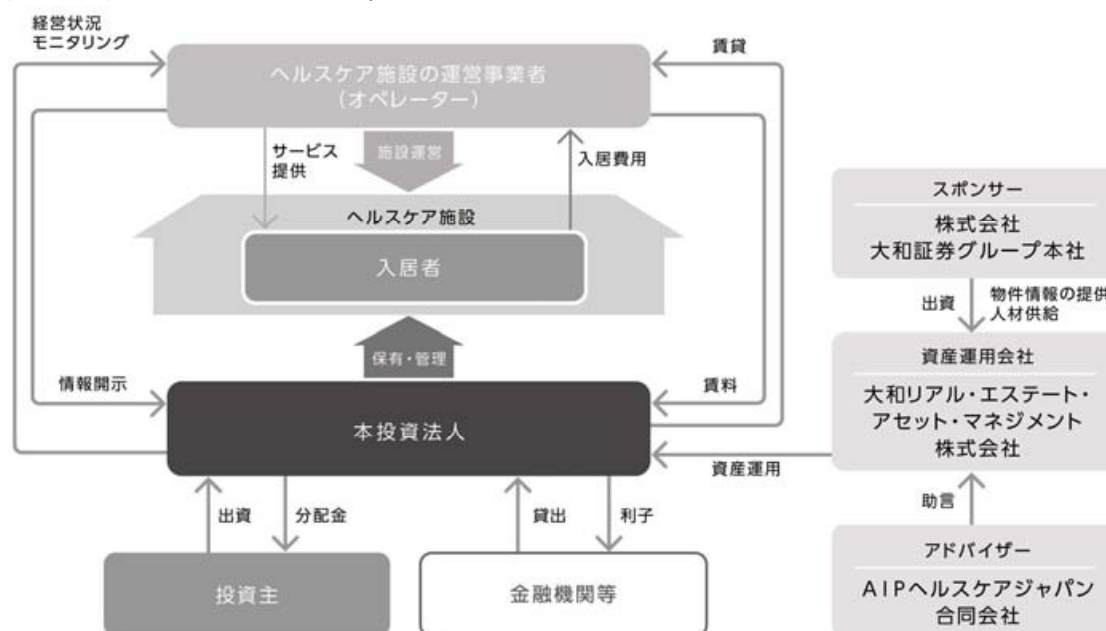 経営状況
モニタリング
賃貸
ヘルスケア施設の運営事業者
(オペレーター)
サービス
提供
施設運営
入居費用
ヘルスケア施設
入居者
保有・管理
情報開示
賃料
本投資法人
資産運用
出資
分配金
貸出
利子
投資主
金融機関等
スポンサー
株式会社
大和証券グループ本社
出資
物件情報の提供
人材供給
資産運用会社
大和リアル・エステート・
アセット・マネジメント
株式会社
助言
アドバイザー
AIPヘルスケアジャパン
合同会社